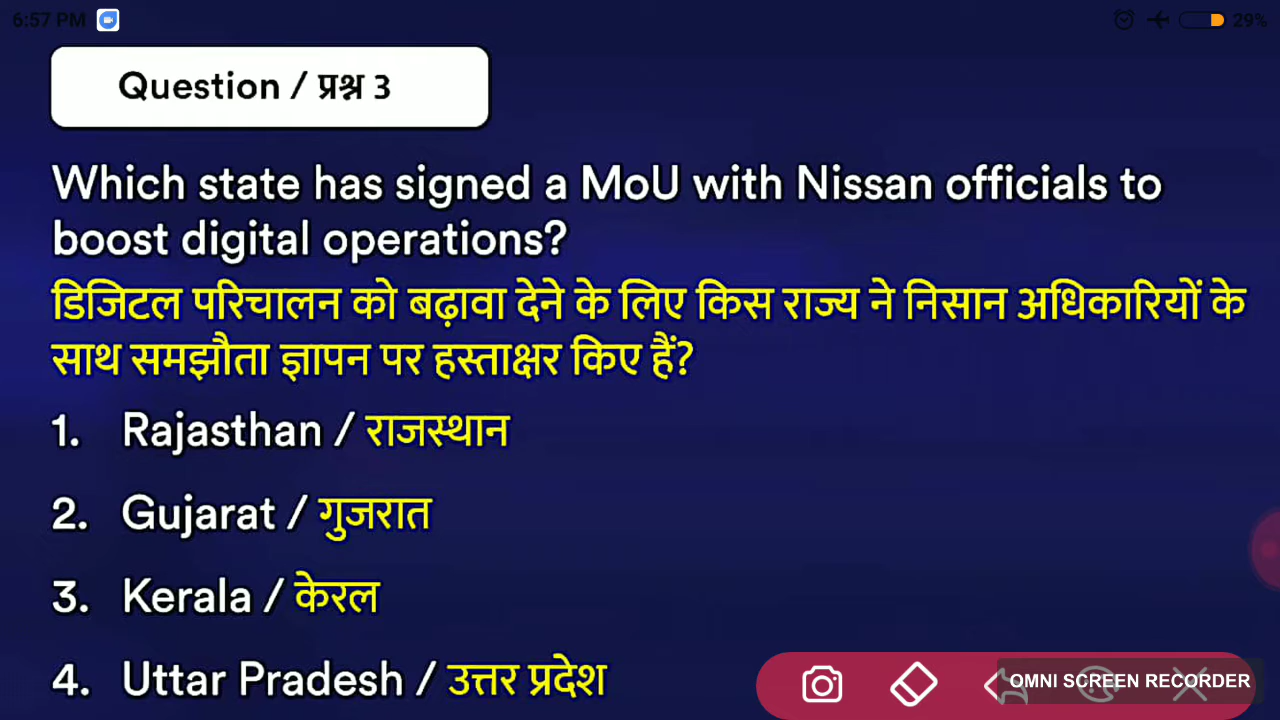 6:57 PM
29%
Question / प्रश्न 3
Which state has signed a MoU with Nissan officials to
boost digital operations?
डिजिटल परिचालन को बढ़ावा देने के लिए किस राज्य ने निसान अधिकारियों के
साथ समझौता ज्ञापन पर हस्ताक्षर किए हैं?
1. Rajasthan / राजस्थान
2. Gujarat / गुजरात
3. Kerala / केरल
4. Uttar Pradesh / उत्तर प्रदेश
OMNI SCREEN RECORDER